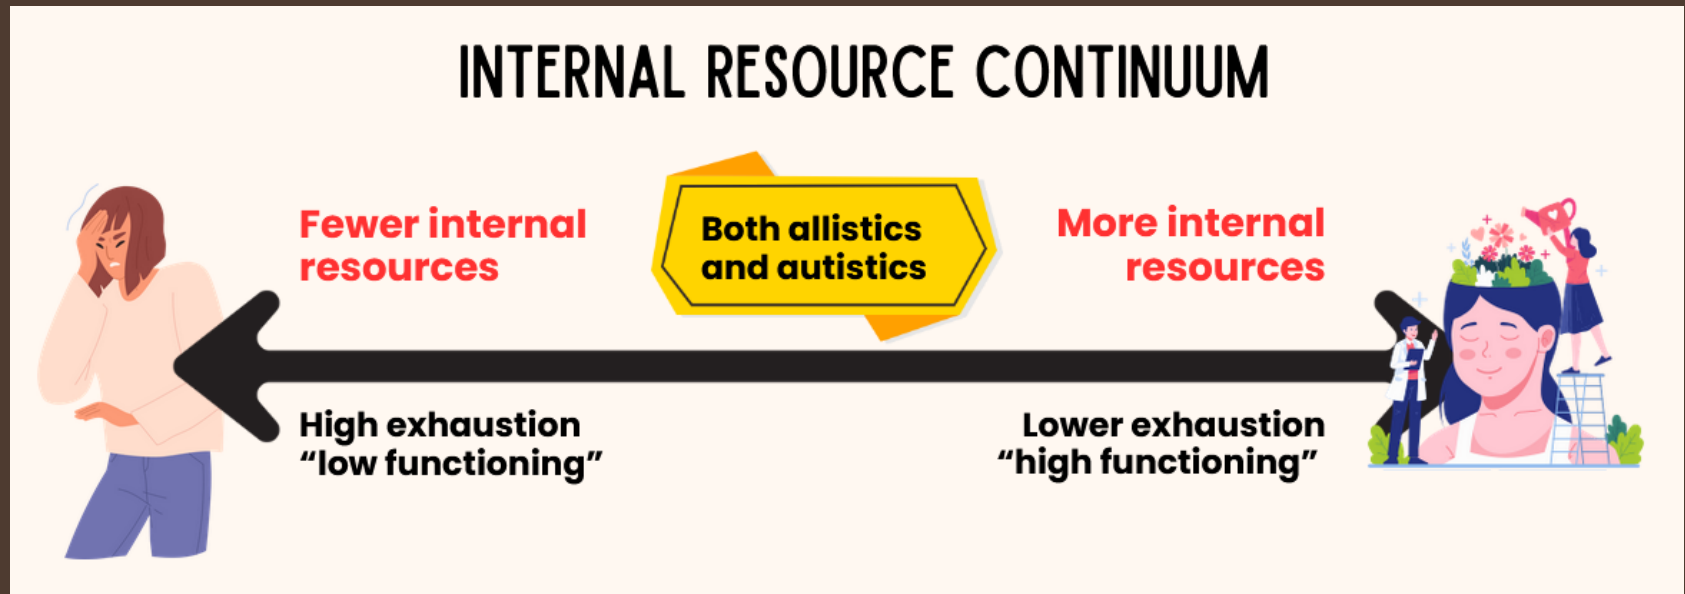 INTERNAL RESOURCE CONTINUUM
Fewer internal
resources
Both allistics
and autistics
More internal
resources
High exhaustion
“low functioning”
Lower exhaustion
“high functioning”